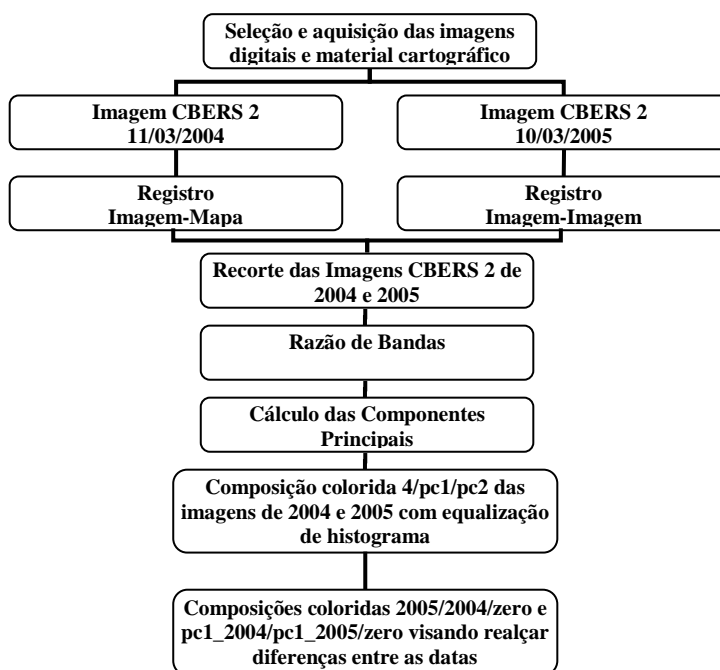 Seleção e aquisição das imagens
digitais e material cartográfico
Imagem CBERS 2
11/03/2004
Imagem CBERS 2
10/03/2005
Registro
Imagem-Mapa
Registro
Imagem-Imagem
Recorte das Imagens CBERS 2 de
2004 e 2005
Razão de Bandas
Cálculo das Componentes
Principais
Composição colorida 4/pc1/pc2 das
imagens de 2004 e 2005 com equalização
de histograma
Composições coloridas 2005/2004/zero e
pc1_2004/pc1_2005/zero visando realçar
diferenças entre as datas